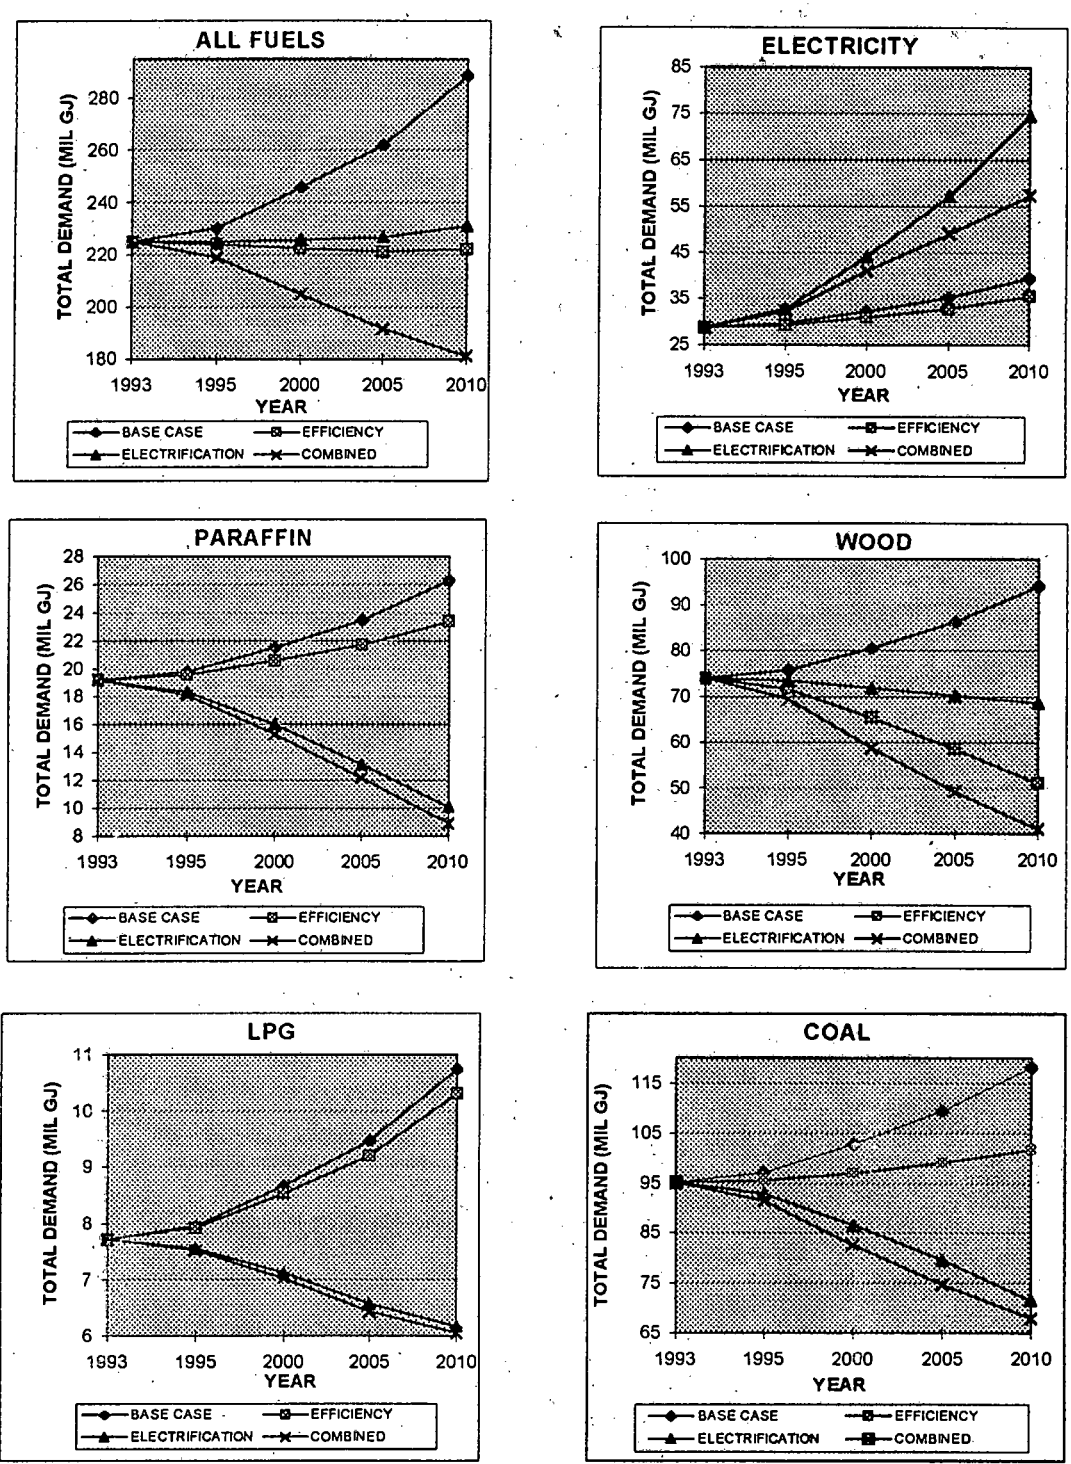 ALL FUELS
TOTAL DEMAND (MIL GJ)
280
260
240
220
200
180
1993 1995 2000 2005 2010
YEAR
BASE CASE EFFICIENCY
ELECTRIFICATION COMBINED
ELECTRICITY
TOTAL DEMAND (MIL GJ)
85
75
65
55
45
35
25
1993 1995 2000 2005 2010
YEAR
BASE CASE EFFICIENCY
ELECTRIFICATION COMBINED
PARAFFIN
TOTAL DEMAND (MIL GJ)
28
26
24
22
20
18
16
14
12
10
8
1993 1995 2000 2005 2010
YEAR
BASE CASE EFFICIENCY
ELECTRIFICATION COMBINED
WOOD
TOTAL DEMAND (MIL GJ)
100
90
80
70
60
50
40
1993 1995 2000 2005 2010
YEAR
BASE CASE EFFICIENCY
ELECTRIFICATION COMBINED
LPG
TOTAL DEMAND (MIL GJ)
11
10
9
8
7
6
1993 1995 2000 2005 2010
YEAR
BASE CASE EFFICIENCY
ELECTRIFICATION COMBINED
COAL
TOTAL DEMAND (MIL GJ)
115
105
95
85
75
65
1993 1995 2000 2005 2010
YEAR
BASE CASE EFFICIENCY
ELECTRIFICATION COMBINED